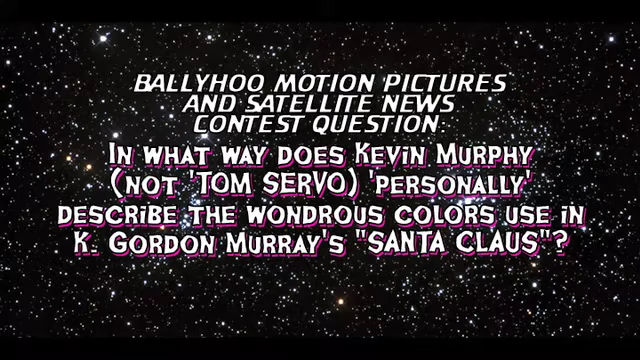 BALLYHOO MOTION PICTURES
AND SATELLITE NEWS
CONTEST QUESTION:
IN WHAT WAY DOES KEVIN MURPHY
(NOT 'TOM SERVO) 'PERSONALLY'
DESCRIBE THE WONDROUS COLORS USE IN
K. GORDON MURRAY'S "SANTA CLAUS"?